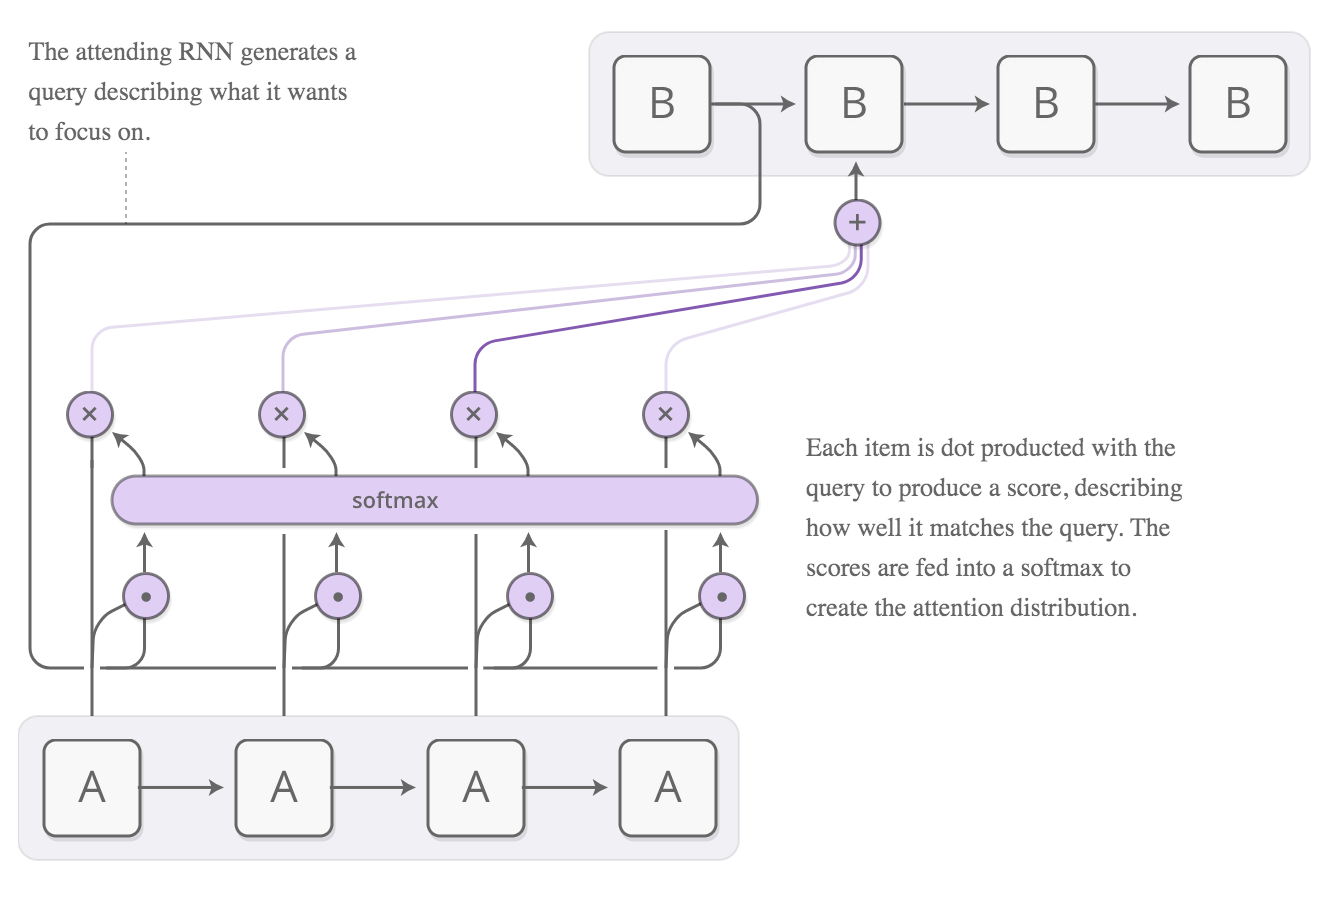 The attending RNN generates a
query describing what it wants
to focus on.
B
B
B
B
+
×
×
×
×
softmax
Each item is dot producted with the
query to produce a score, describing
how well it matches the query. The
scores are fed into a softmax to
create the attention distribution.
•
•
•
•
A
A
A
A